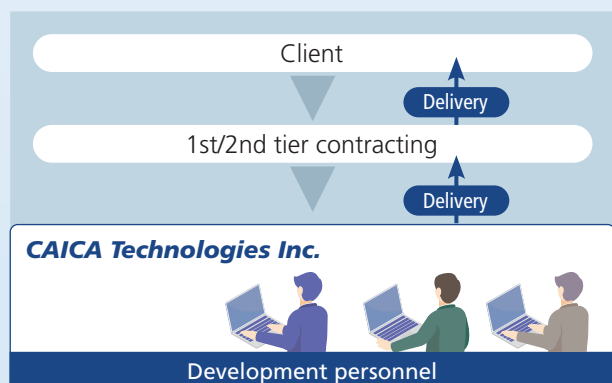 Client
Delivery
1st/2nd tier contracting
Delivery
CAICA Technologies Inc.
Development personnel